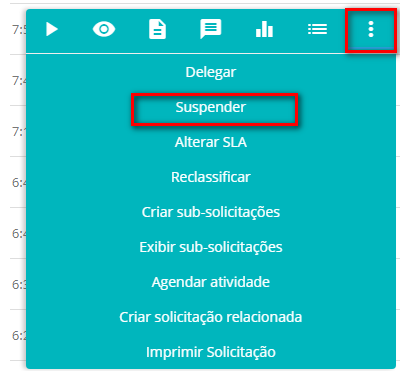 7:5
Delegar
7:4
Suspender
7:1
Alterar SLA
6:4
Reclassificar
Criar sub-solicitações
6:4
Exibir sub-solicitações
6:3
Agendar atividade
Criar solicitação relacionada
6:2
Imprimir Solicitação